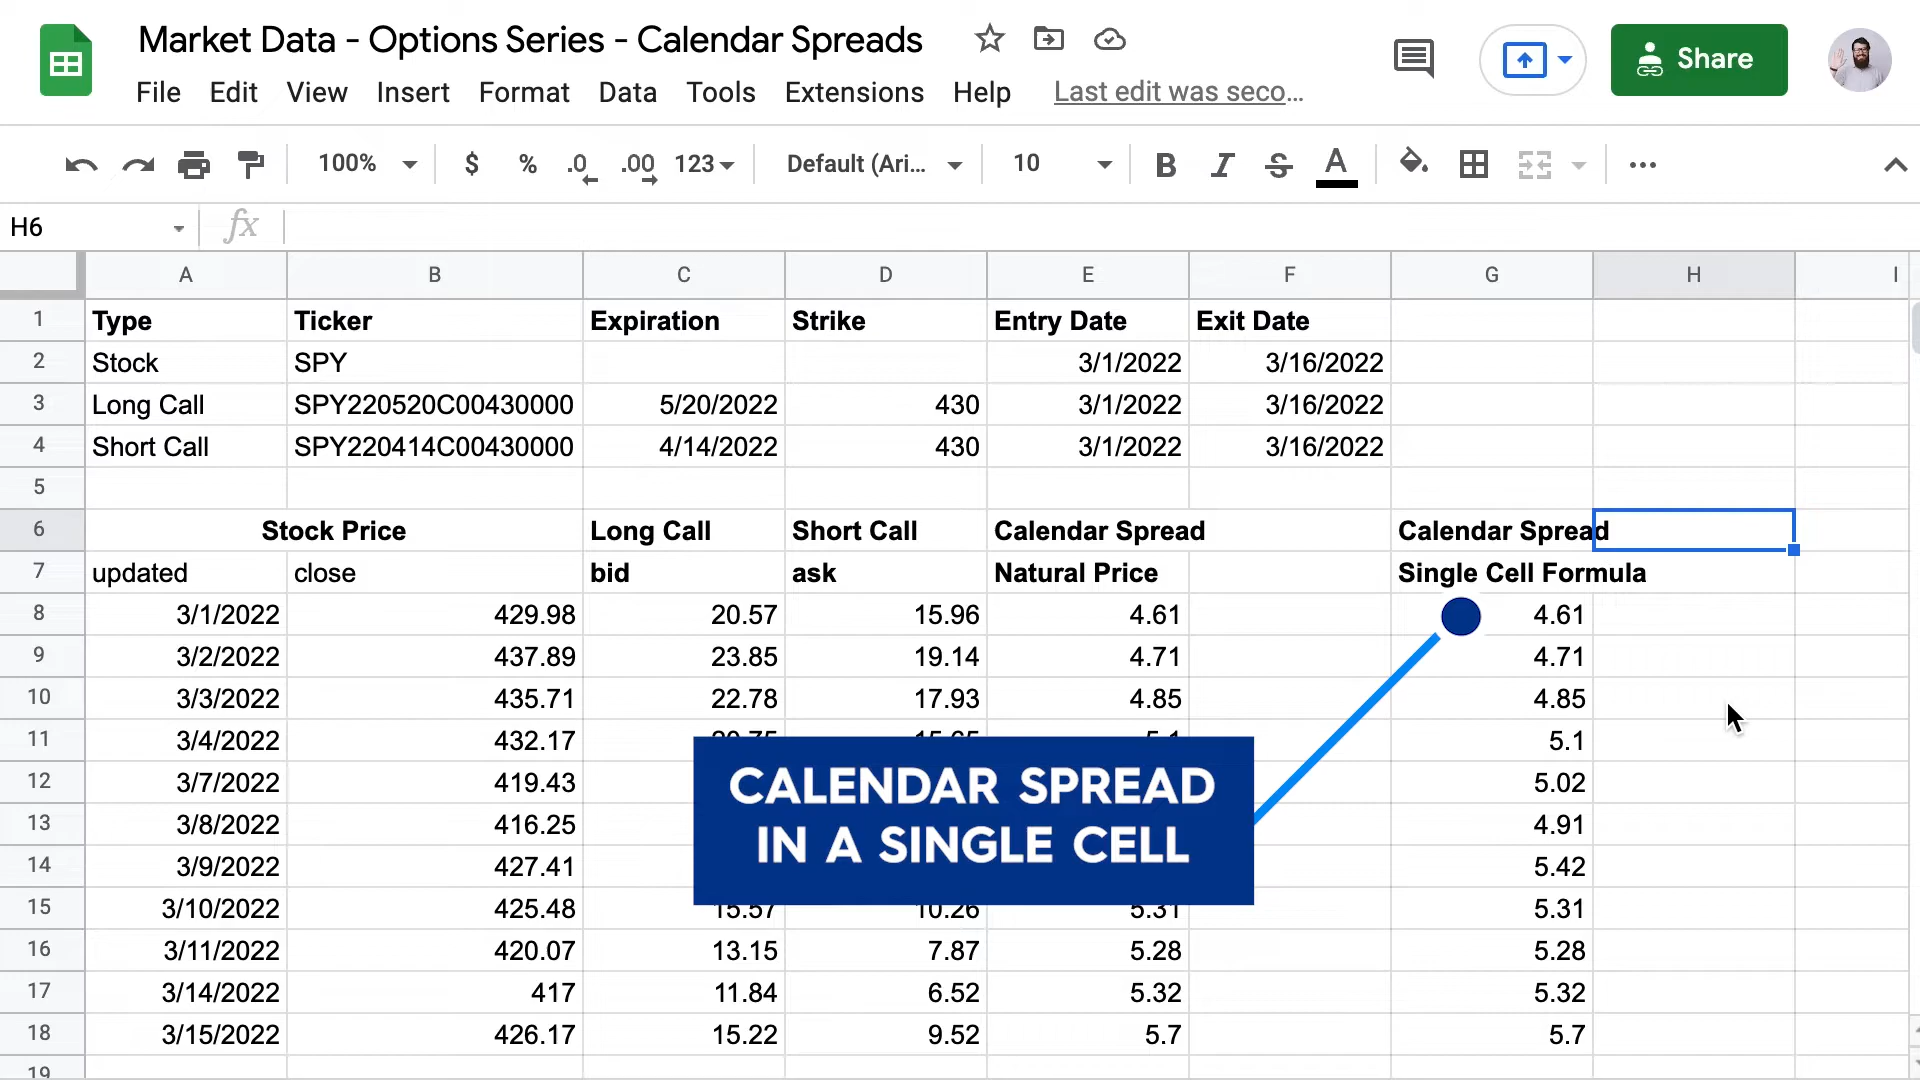 Market Data - Options Series - Calendar Spreads
Share
File Edit View Insert Format Data Tools Extensions Help Last edit was seco...
100% $ % .0 .00 123 Default (Ari... 10 B I S A
H6 fx
A B C D E F G H I
1 Type Ticker Expiration Strike Entry Date Exit Date
2 Stock SPY 3/1/2022 3/16/2022
3 Long Call SPY220520C00430000 5/20/2022 430 3/1/2022 3/16/2022
4 Short Call SPY220414C00430000 4/14/2022 430 3/1/2022 3/16/2022
5
6 Stock Price Long Call Short Call Calendar Spread Calendar Spread
7 updated close bid ask Natural Price Single Cell Formula
8 3/1/2022 429.98 20.57 15.96 4.61 4.61
9 3/2/2022 437.89 23.85 19.14 4.71 4.71
10 3/3/2022 435.71 22.78 17.93 4.85 4.85
11 3/4/2022 432.17 5.1
12 3/7/2022 419.43 5.02
13 3/8/2022 416.25 4.91
14 3/9/2022 427.41 5.42
CALENDAR SPREAD
IN A SINGLE CELL
15 3/10/2022 425.48 15.57 10.26 5.31 5.31
16 3/11/2022 420.07 13.15 7.87 5.28 5.28
17 3/14/2022 417 11.84 6.52 5.32 5.32
18 3/15/2022 426.17 15.22 9.52 5.7 5.7
19